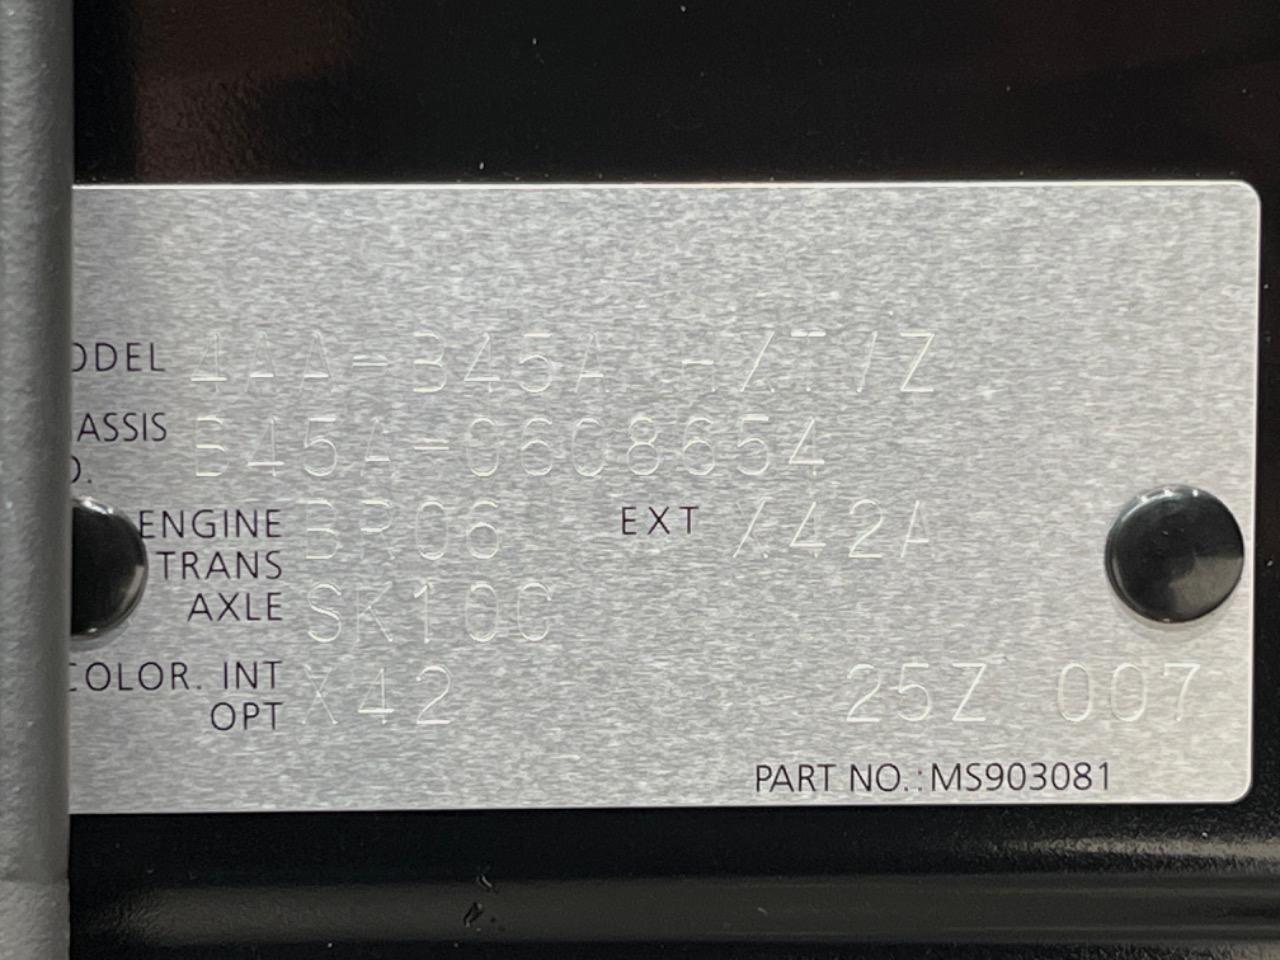 ODEL 4AA-B45A
ASSIS B45A-0608654
O.
ENGINE BR06 EXT X42A
TRANS
AXLE SK10C
COLOR. INT X42 25Z 007
OPT
PART NO.:MS903081